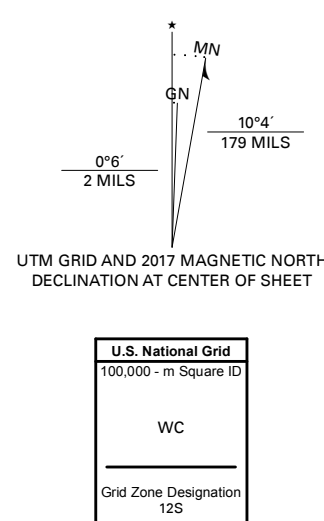 ★
MN
GN
10°4´
179 MILS
0°6´
2 MILS
UTM GRID AND 2017 MAGNETIC NORTH
DECLINATION AT CENTER OF SHEET
U.S. National Grid
100,000 - m Square ID
WC
Grid Zone Designation
12S